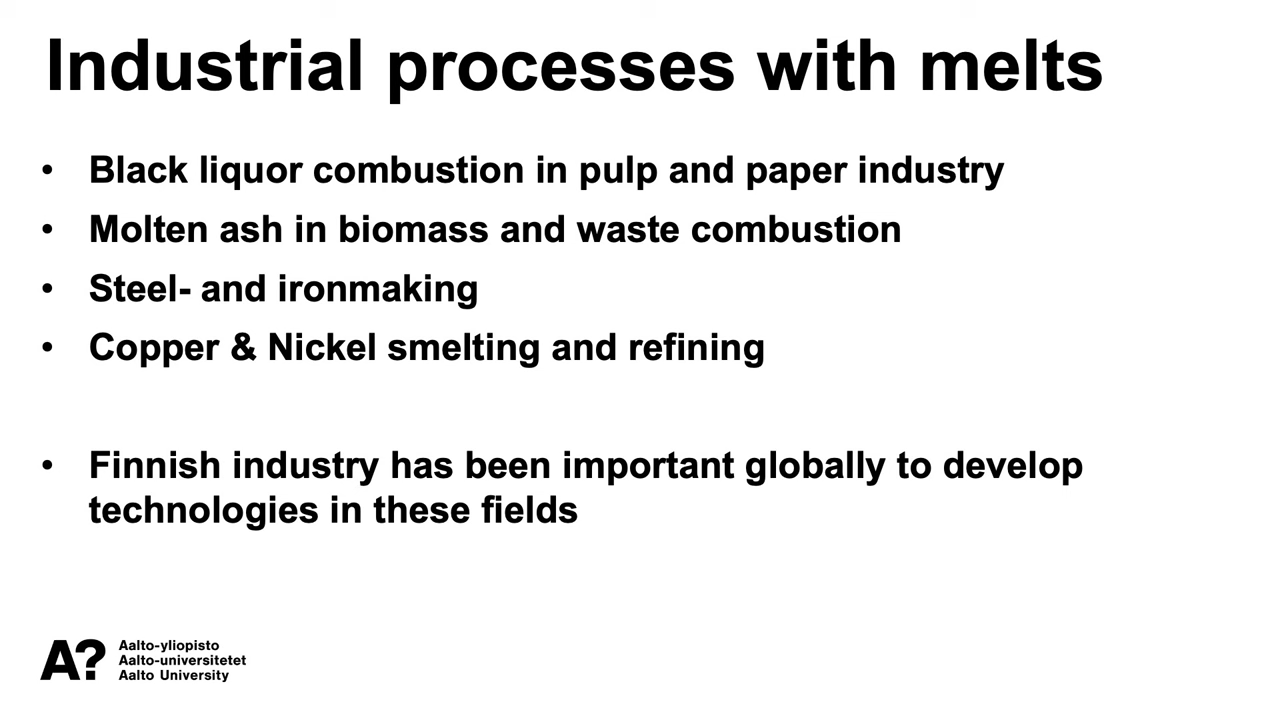 Industrial processes with melts
• Black liquor combustion in pulp and paper industry
• Molten ash in biomass and waste combustion
• Steel- and ironmaking
• Copper & Nickel smelting and refining
• Finnish industry has been important globally to develop
technologies in these fields
A?
Aalto-yliopisto
Aalto-universitetet
Aalto University